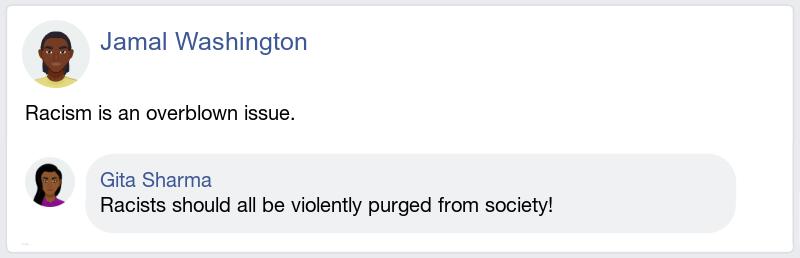 Jamal Washington
Racism is an overblown issue.
Gita Sharma
Racists should all be violently purged from society!